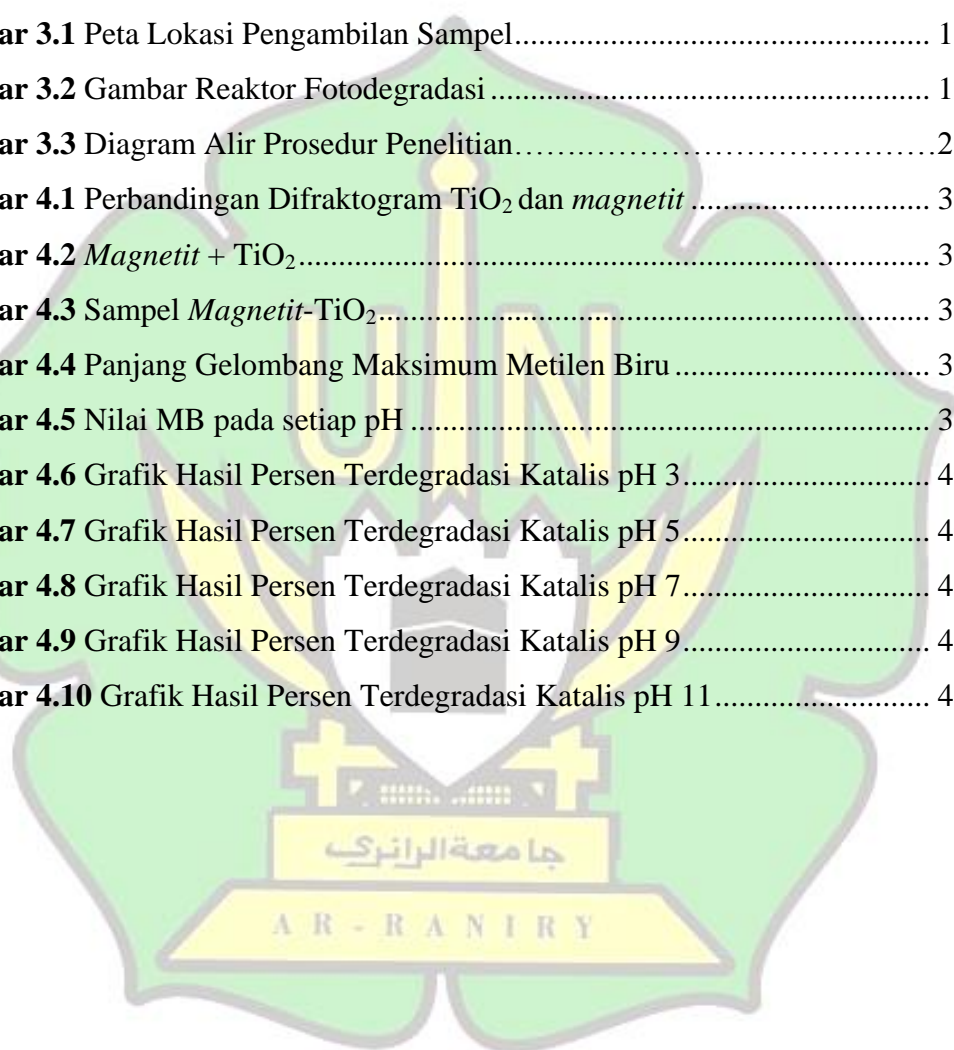 ar 3.1 Peta Lokasi Pengambilan Sampel.......................................................................... 1
ar 3.2 Gambar Reaktor Fotodegradasi.............................................................................. 1
ar 3.3 Diagram Alir Prosedur Penelitian……………………………………2
ar 4.1 Perbandingan Difraktogram TiO₂ dan magnetit.......................................... 3
ar 4.2 Magnetit + TiO₂............................................................................................................. 3
ar 4.3 Sampel Magnetit-TiO₂................................................................................................ 3
ar 4.4 Panjang Gelombang Maksimum Metilen Biru............................................. 3
ar 4.5 Nilai MB pada setiap pH........................................................................................... 3
ar 4.6 Grafik Hasil Persen Terdegradasi Katalis pH 3........................................... 4
ar 4.7 Grafik Hasil Persen Terdegradasi Katalis pH 5........................................... 4
ar 4.8 Grafik Hasil Persen Terdegradasi Katalis pH 7........................................... 4
ar 4.9 Grafik Hasil Persen Terdegradasi Katalis pH 9........................................... 4
ar 4.10 Grafik Hasil Persen Terdegradasi Katalis pH 11...................................... 4
UIN
جامعةالرانري
AR-RANIRY